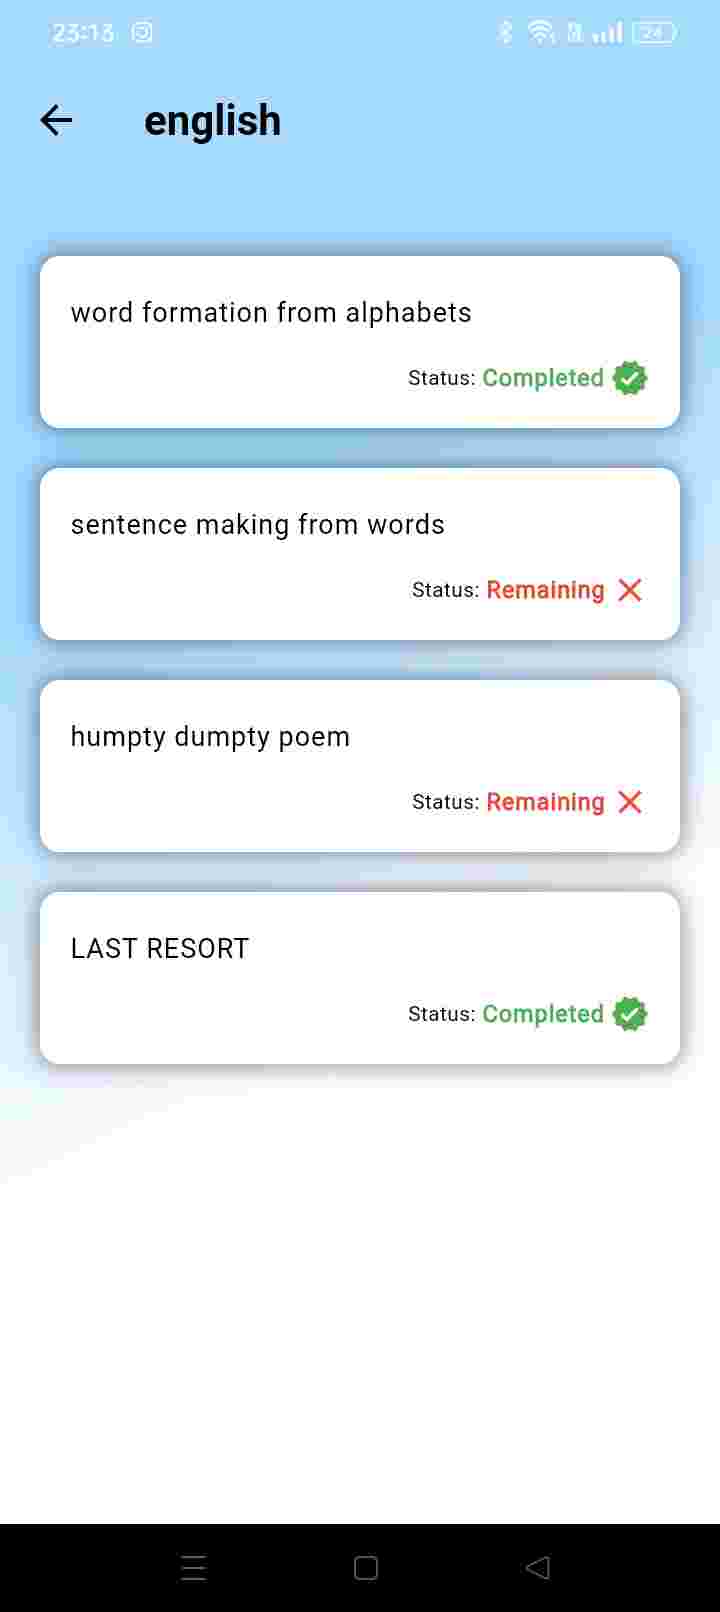 23:13
24
english
word formation from alphabets
Status: Completed
sentence making from words
Status: Remaining
humpty dumpty poem
Status: Remaining
LAST RESORT
Status: Completed